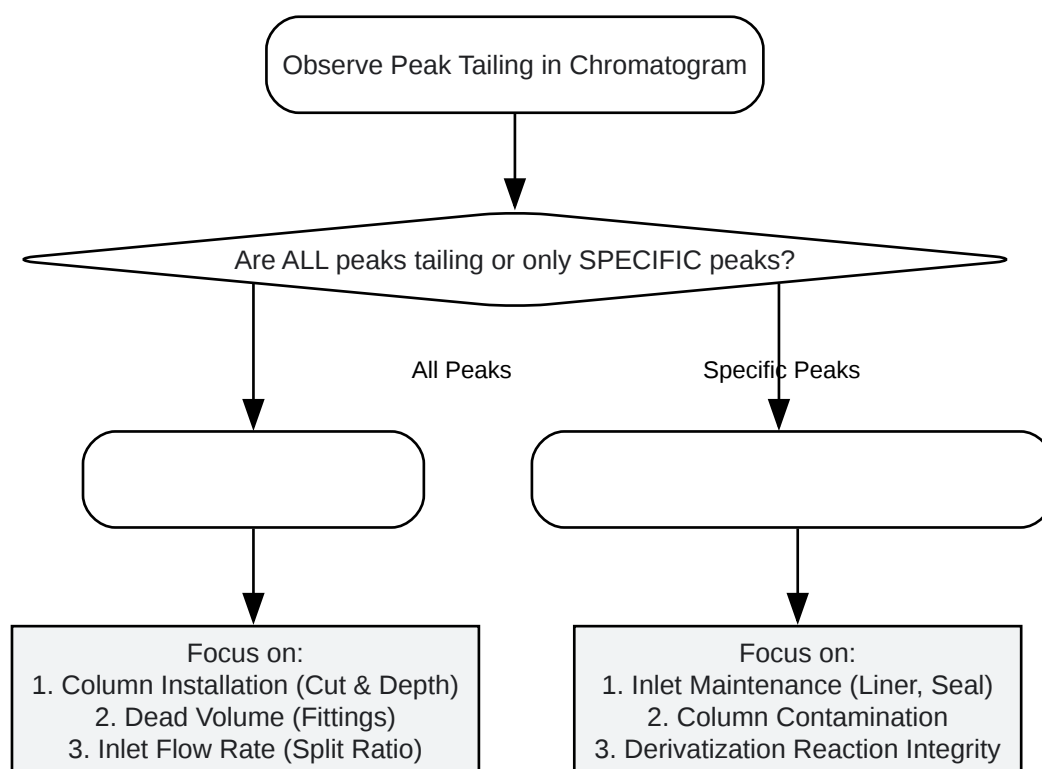 Observe Peak Tailing in Chromatogram
Are ALL peaks tailing or only SPECIFIC peaks?
All Peaks
Specific Peaks
Focus on:
1. Column Installation (Cut & Depth)
2. Dead Volume (Fittings)
3. Inlet Flow Rate (Split Ratio)
Focus on:
1. Inlet Maintenance (Liner, Seal)
2. Column Contamination
3. Derivatization Reaction Integrity